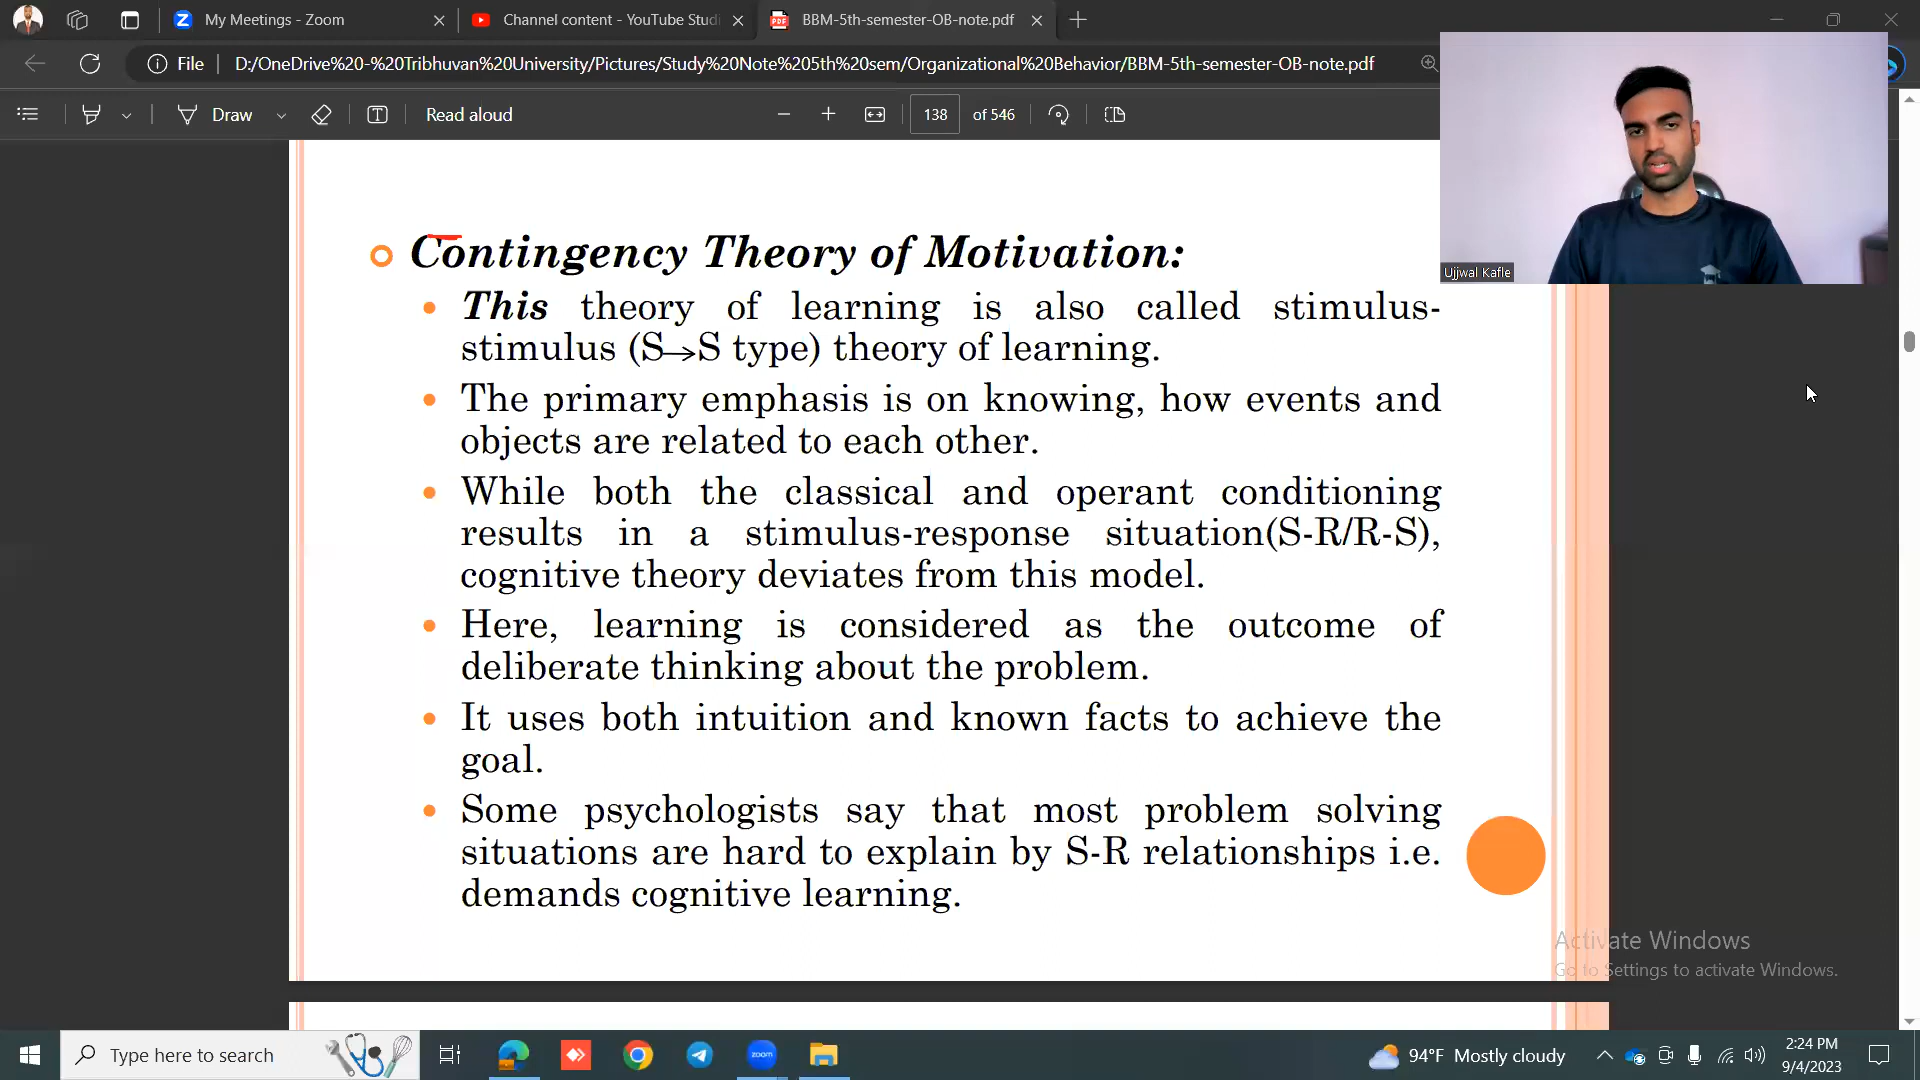 My Meetings - Zoom
Channel content - YouTube Studi
BBM-5th-semester-OB-note.pdf
File
D:/OneDrive%20-%20Tribhuvan%20University/Pictures/Study%20Note%205th%20sem/Organizational%20Behavior/BBM-5th-semester-OB-note.pdf
Draw
Read aloud
138 of 546
Ujjwal Kafle
Contingency Theory of Motivation:
This theory of learning is also called stimulus-
stimulus (S→S type) theory of learning.
The primary emphasis is on knowing, how events and
objects are related to each other.
While both the classical and operant conditioning
results in a stimulus-response situation(S-R/R-S),
cognitive theory deviates from this model.
Here, learning is considered as the outcome of
deliberate thinking about the problem.
It uses both intuition and known facts to achieve the
goal.
Some psychologists say that most problem solving
situations are hard to explain by S-R relationships i.e.
demands cognitive learning.
Activate Windows
Go to Settings to activate Windows.
Type here to search
zoom
94°F Mostly cloudy
2:24 PM
9/4/2023